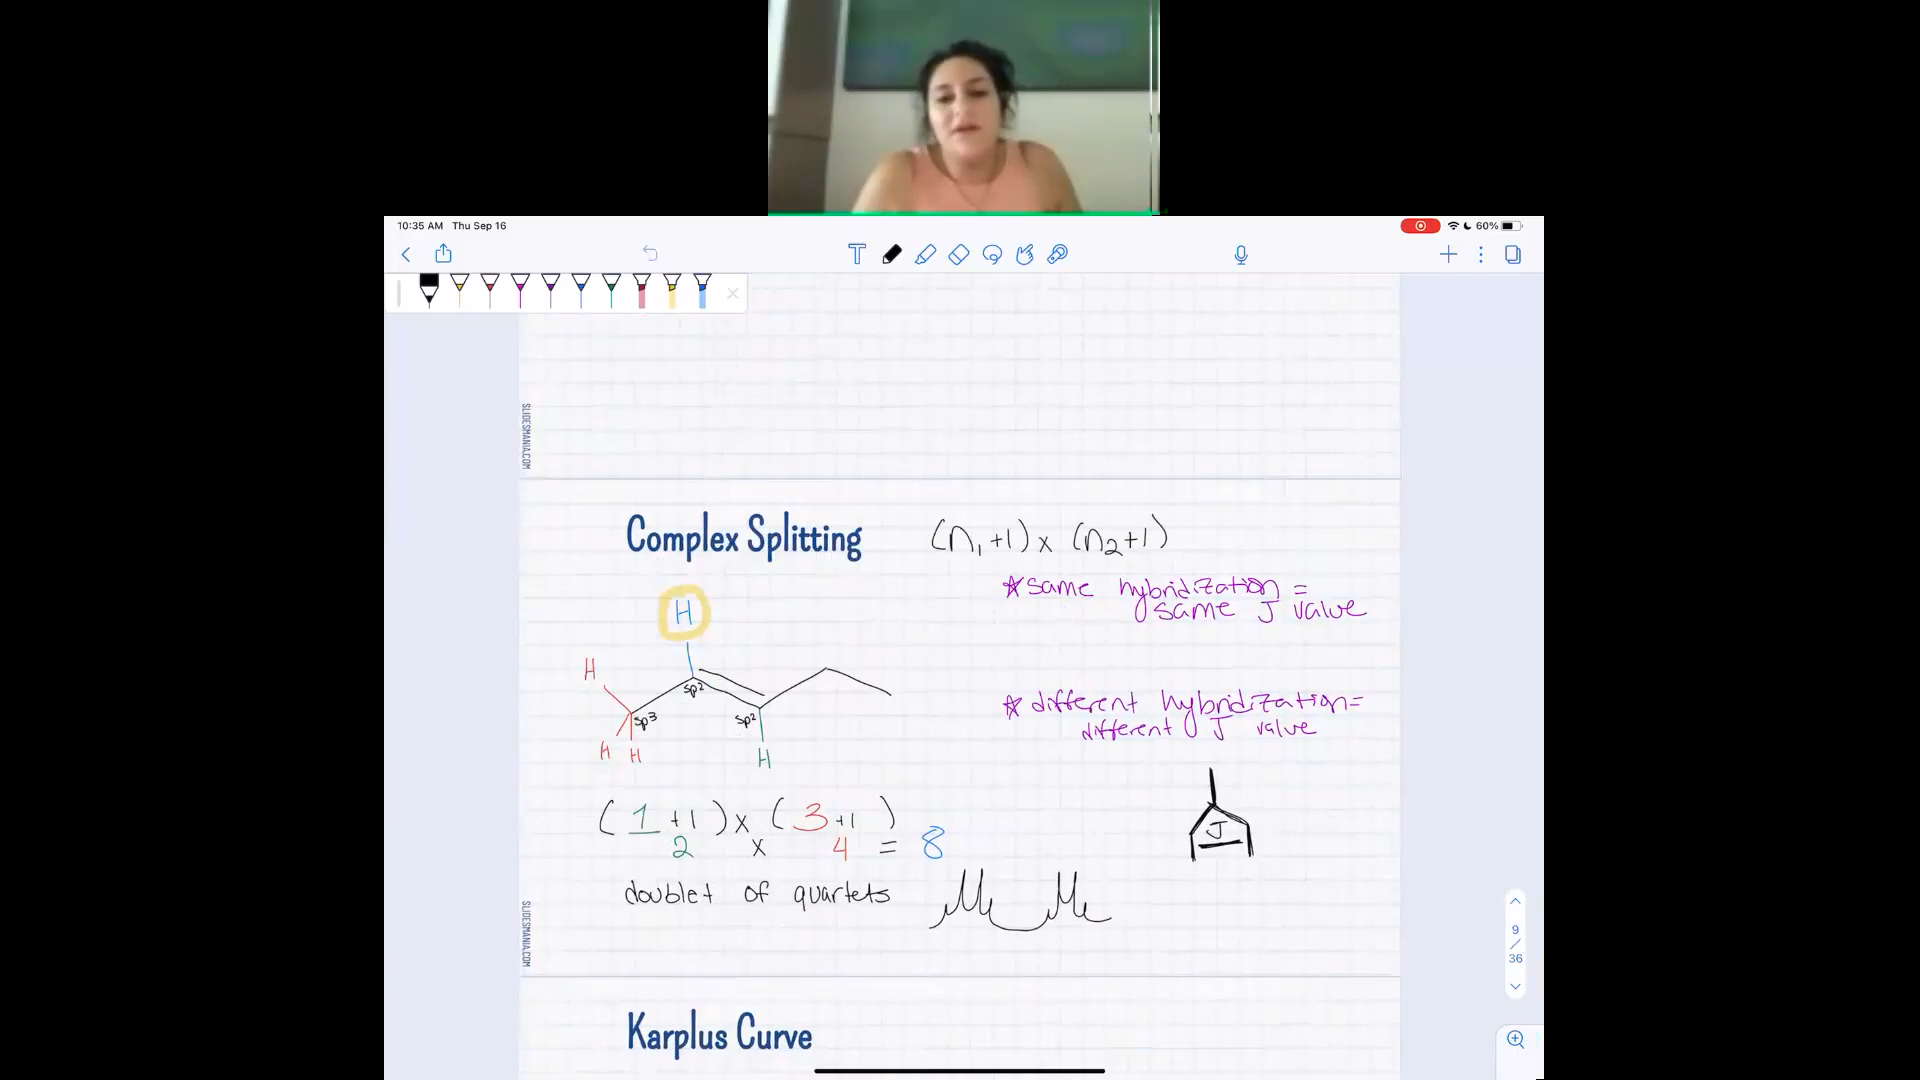 10:35 AM Thu Sep 16
60%
T
SLIDESMANIA.COM
Complex Splitting
(n₁+1) x (n₂+1)
*same hybridization =
same J value
H
H
sp2
sp3
sp2
H H
H
*different hybridization=
different J value
(1+1) x (3+1)
2 x 4 = 8
J
doublet of quartets
SLIDESMANIA.COM
9
/
36
Karplus Curve